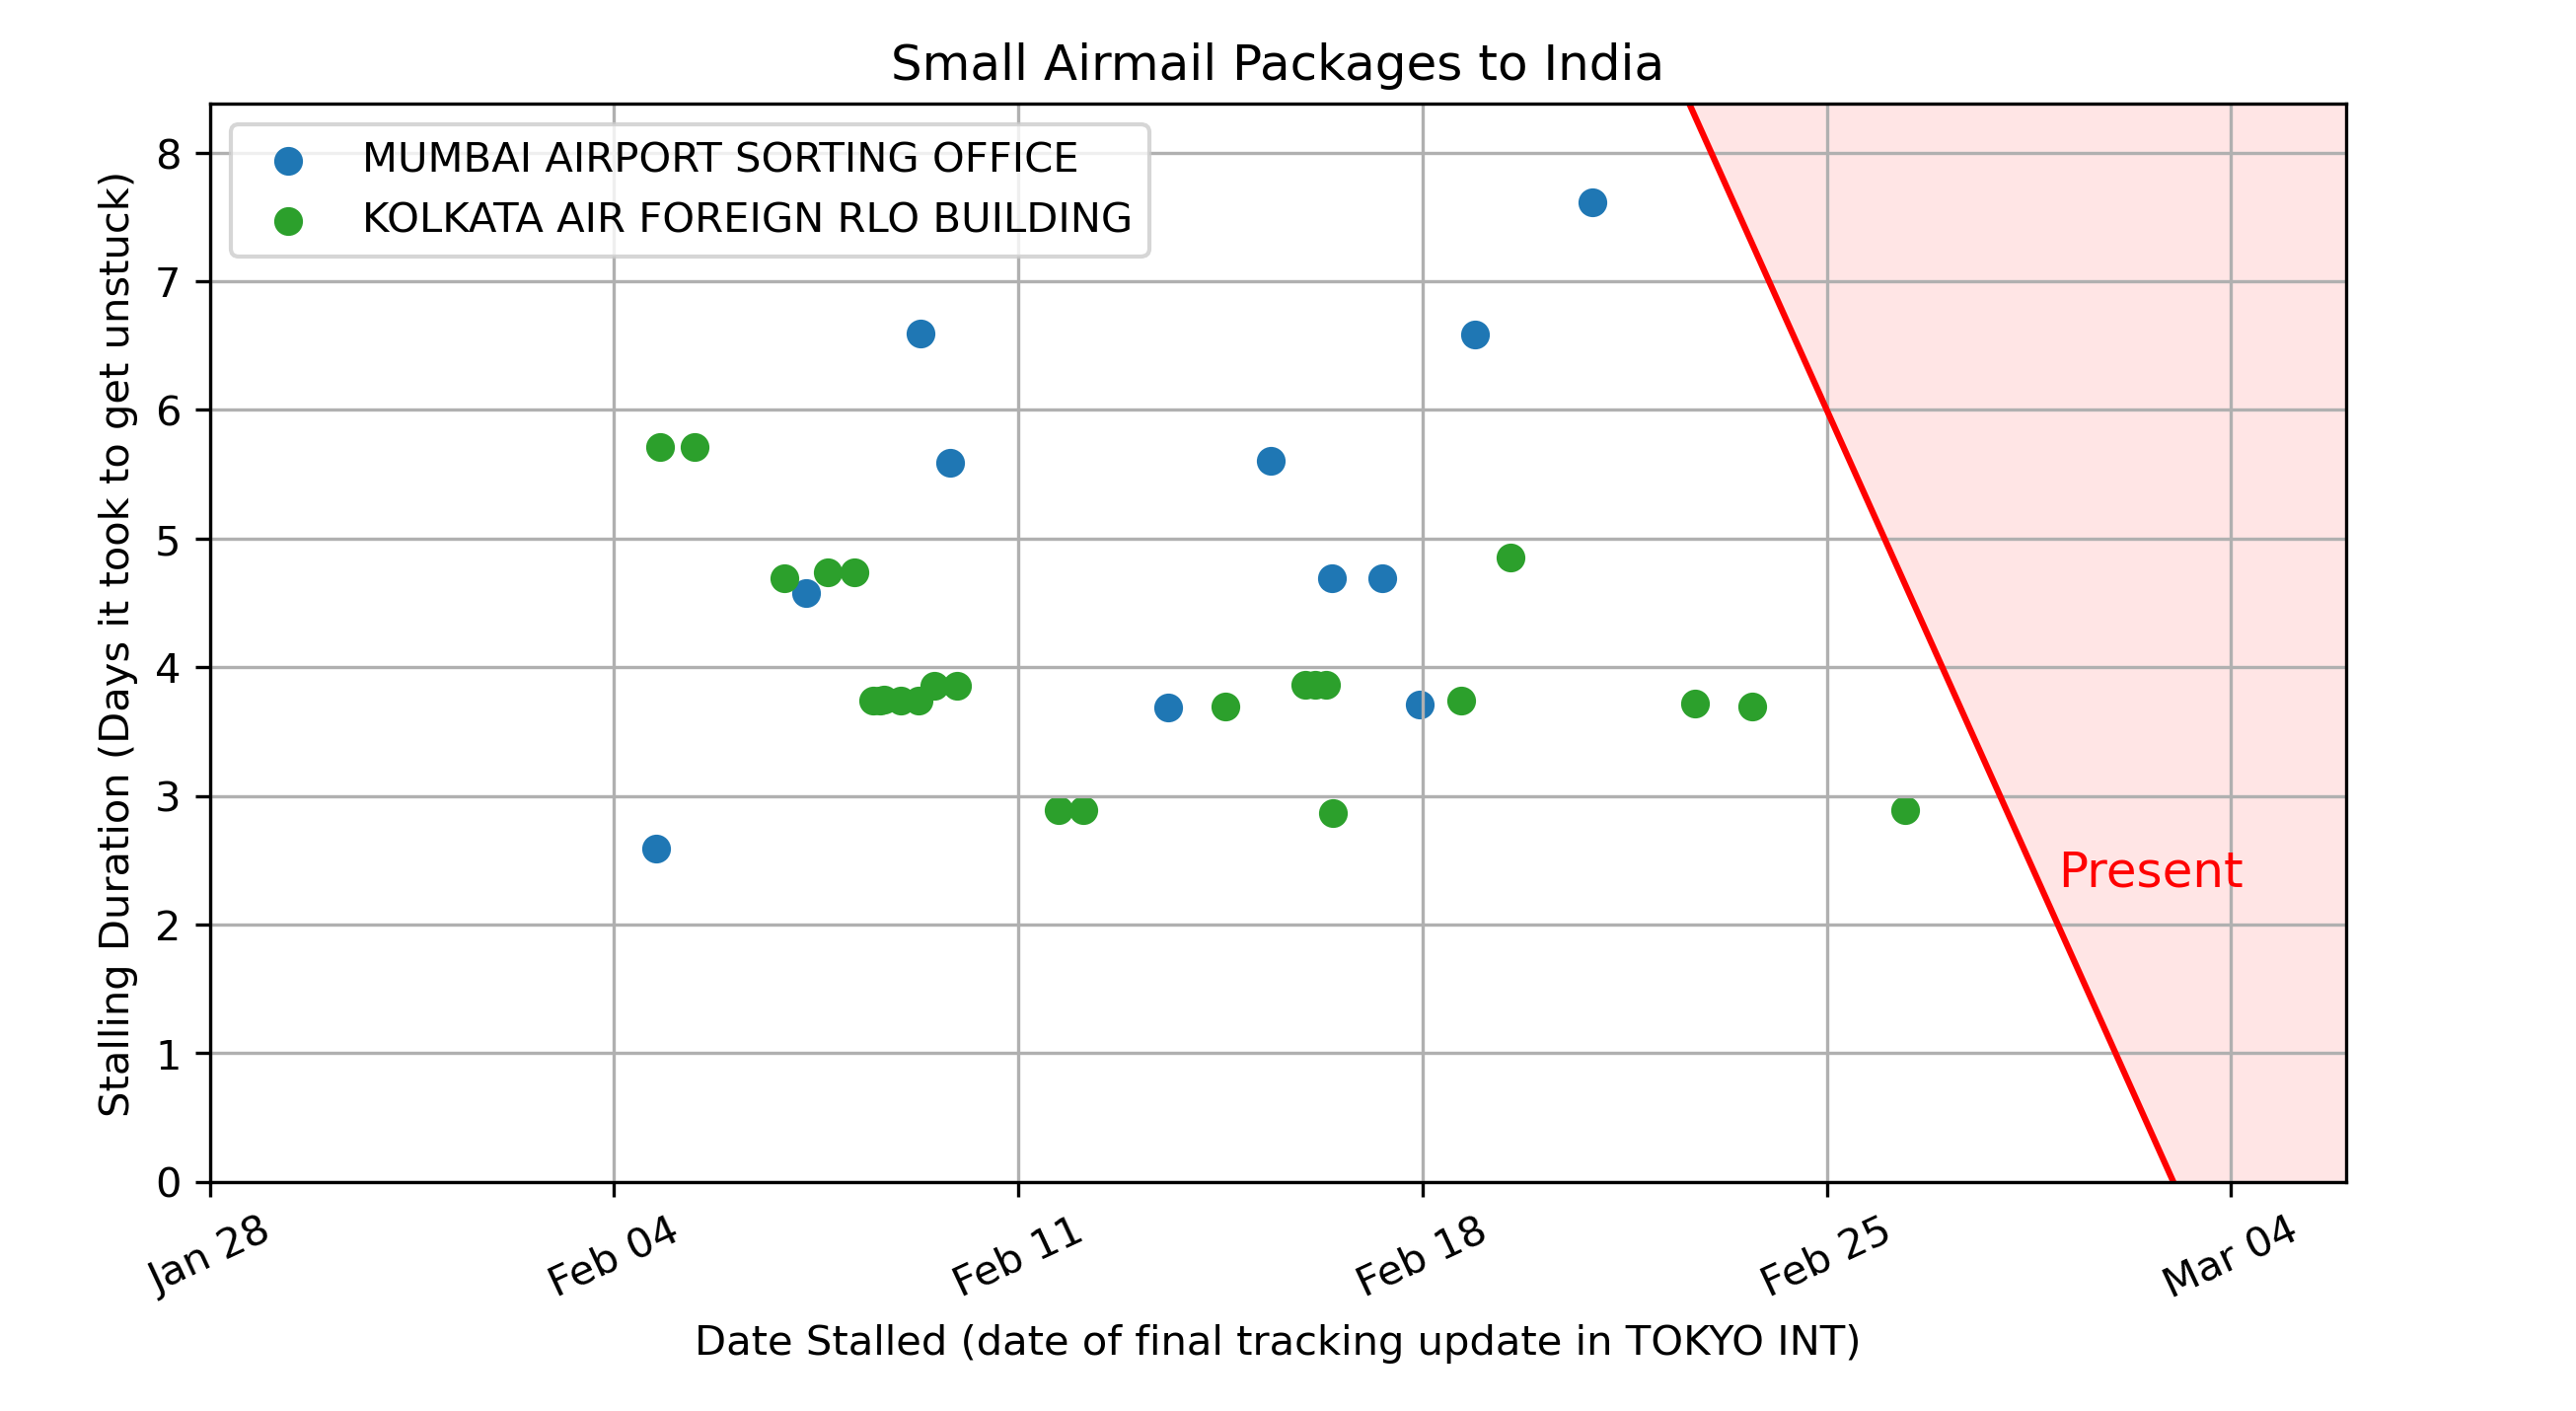 Small Airmail Packages to India
MUMBAI AIRPORT SORTING OFFICE
KOLKATA AIR FOREIGN RLO BUILDING
Stalling Duration (Days it took to get unstuck)
8
7
6
5
4
3
2
1
0
Present
Jan 28
Feb 04
Feb 11
Feb 18
Feb 25
Mar 04
Date Stalled (date of final tracking update in TOKYO INT)